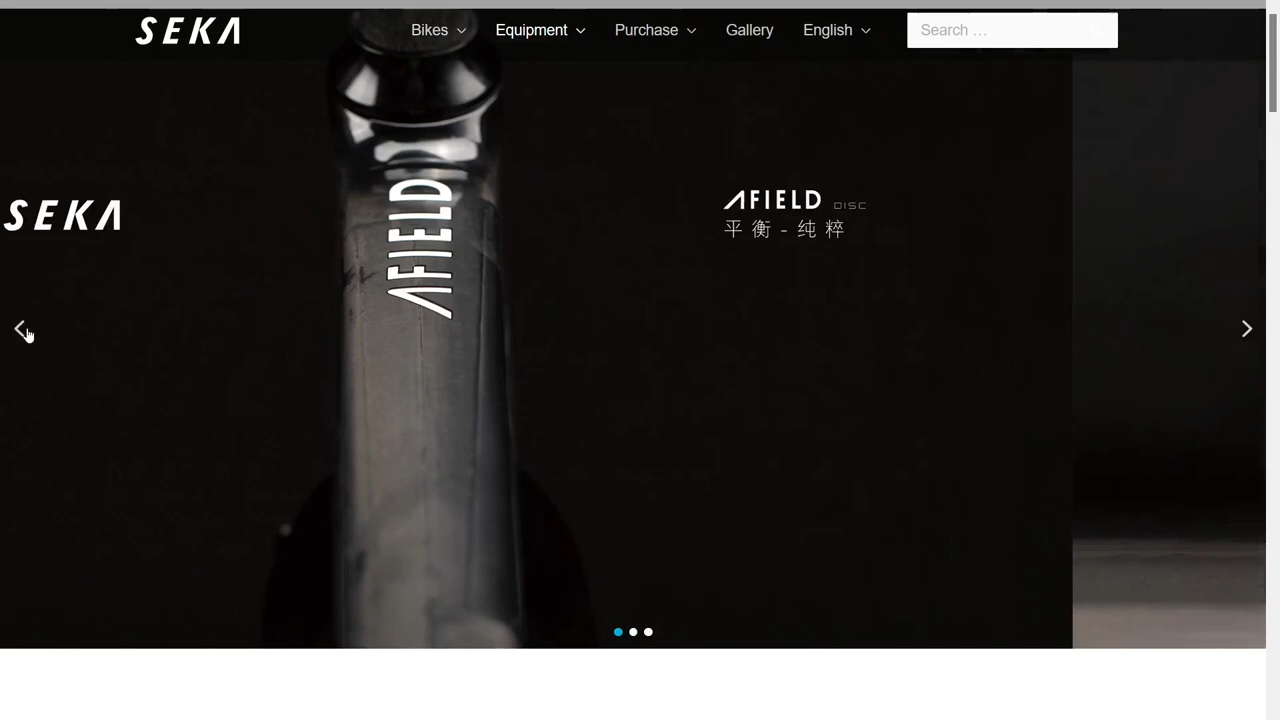 SEKA
Bikes
Equipment
Purchase
Gallery
English
Search …
SEKA
AFIELD
AFIELD DISC
平衡-纯粹